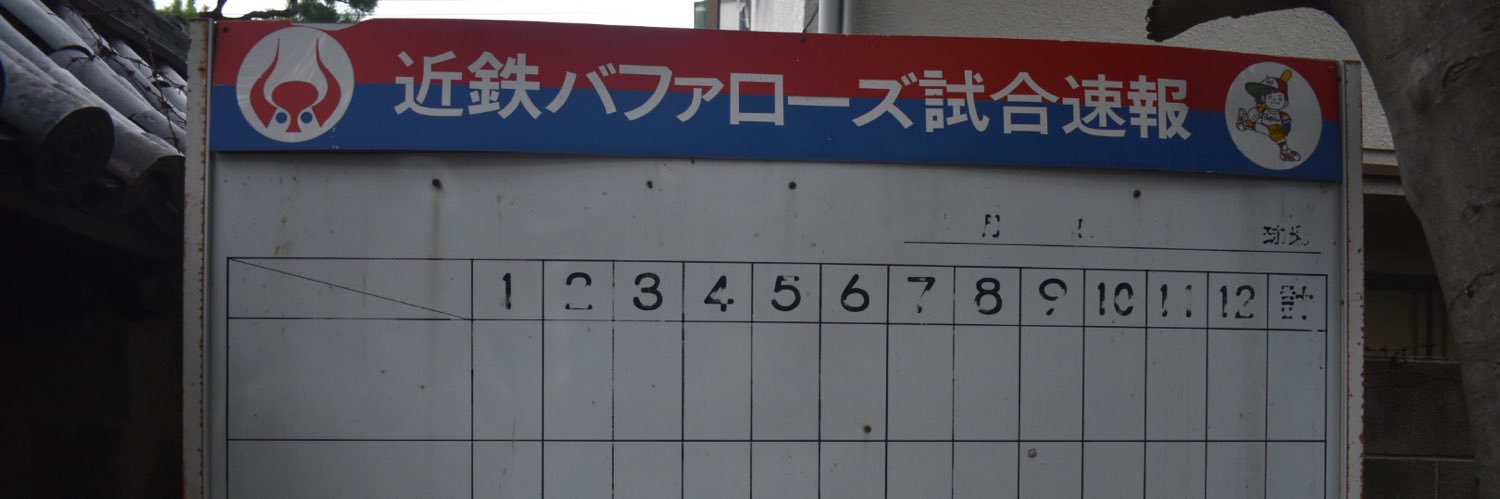 近鉄バファローズ試合速報
月 日 球場
1 2 3 4 5 6 7 8 9 10 11 12 計